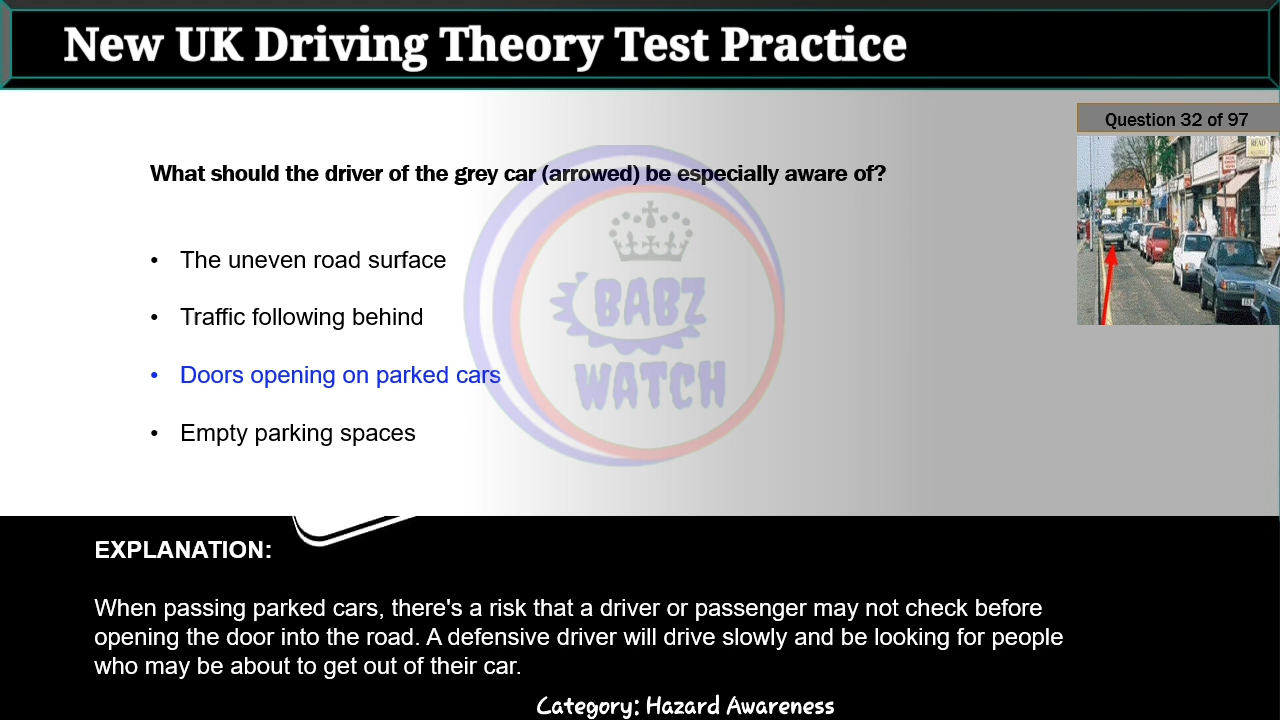 New UK Driving Theory Test Practice
Question 32 of 97
What should the driver of the grey car (arrowed) be especially aware of?
• The uneven road surface
• Traffic following behind
• Doors opening on parked cars
• Empty parking spaces
BABZ
WATCH
READ
EXPLANATION:
When passing parked cars, there's a risk that a driver or passenger may not check before
opening the door into the road. A defensive driver will drive slowly and be looking for people
who may be about to get out of their car.
Category: Hazard Awareness